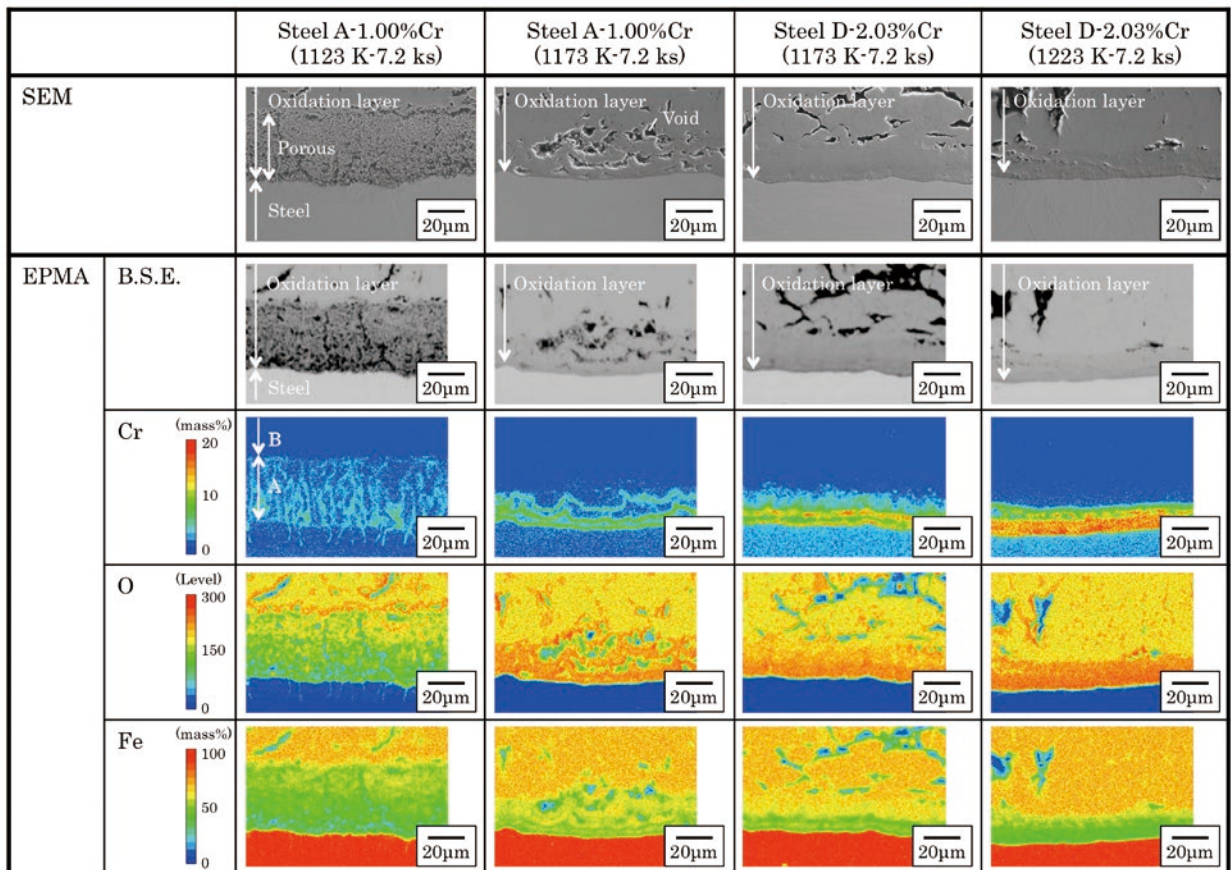 Steel A-1.00%Cr
(1123 K-7.2 ks)
Steel A-1.00%Cr
(1173 K-7.2 ks)
Steel D-2.03%Cr
(1173 K-7.2 ks)
Steel D-2.03%Cr
(1223 K-7.2 ks)
SEM
Oxidation layer
Porous
Steel
20μm
Oxidation layer
Void
20μm
Oxidation layer
20μm
Oxidation layer
20μm
EPMA
B.S.E.
Oxidation layer
Steel
20μm
Oxidation layer
20μm
Oxidation layer
20μm
Oxidation layer
20μm
Cr
(mass%)
20
10
0
B
A
20μm
20μm
20μm
20μm
O
(Level)
300
150
0
20μm
20μm
20μm
20μm
Fe
(mass%)
100
50
0
20μm
20μm
20μm
20μm